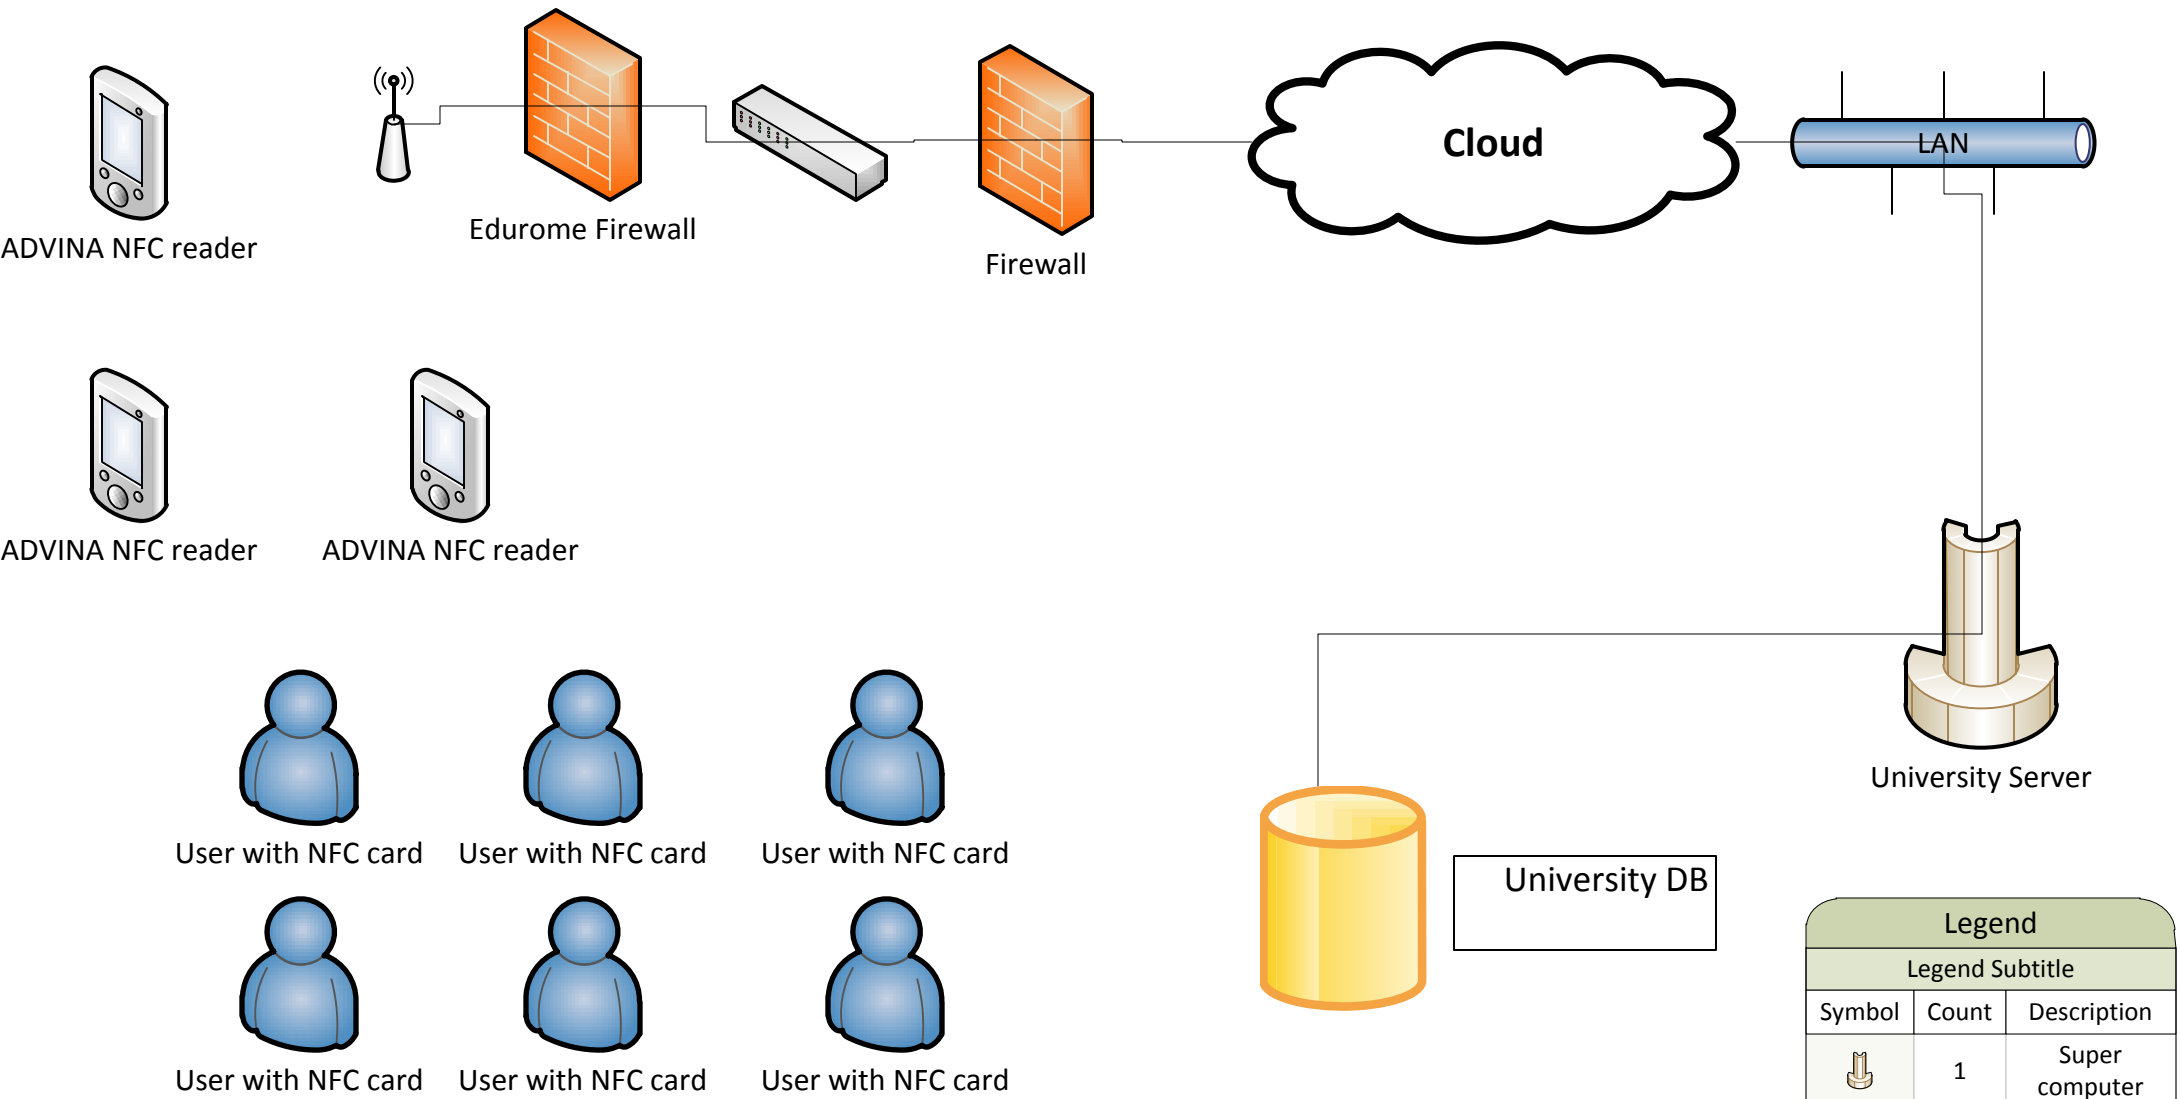 ADVINA NFC reader
Edurome Firewall
Firewall
Cloud
LAN
ADVINA NFC reader
ADVINA NFC reader
University Server
User with NFC card
User with NFC card
User with NFC card
University DB
User with NFC card
User with NFC card
User with NFC card
Legend
Legend Subtitle
Symbol Count Description
1 Super
computer